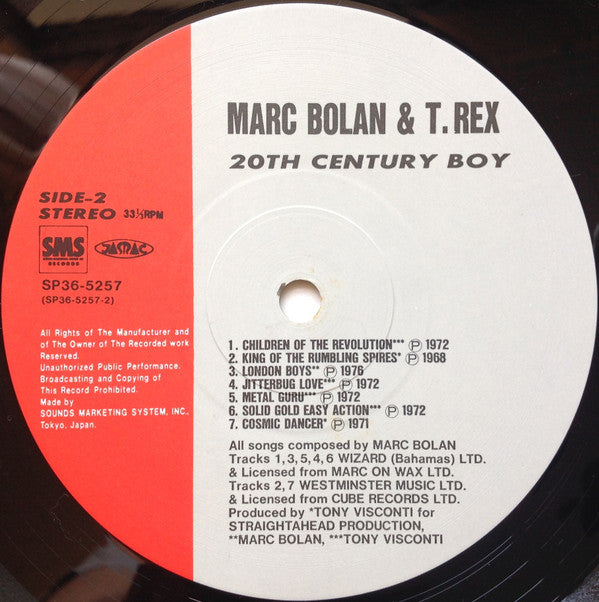 MARC BOLAN & T. REX
20TH CENTURY BOY
SIDE-2
STEREO 33⅓RPM
SMS
RECORDS
JASRAC
SP36-5257
(SP36-5257-2)
All Rights of The Manufacturer and
of The Owner of The Recorded work
Reserved.
Unauthorized Public Performance.
Broadcasting and Copying of
This Record Prohibited.
Made by
SOUNDS MARKETING SYSTEM, INC.
Tokyo, Japan.
1. CHILDREN OF THE REVOLUTION*** Ⓟ 1972
2. KING OF THE RUMBLING SPIRES* Ⓟ 1968
3. LONDON BOYS** Ⓟ 1976
4. JITTERBUG LOVE*** Ⓟ 1972
5. METAL GURU*** Ⓟ 1972
6. SOLID GOLD EASY ACTION*** Ⓟ 1972
7. COSMIC DANCER* Ⓟ 1971
All songs composed by MARC BOLAN
Tracks 1,3,5,4,6 WIZARD (Bahamas) LTD.
& Licensed from MARC ON WAX LTD.
Tracks 2,7 WESTMINSTER MUSIC LTD.
& Licensed from CUBE RECORDS LTD.
Produced by *TONY VISCONTI for
STRAIGHTAHEAD PRODUCTION,
**MARC BOLAN, ***TONY VISCONTI